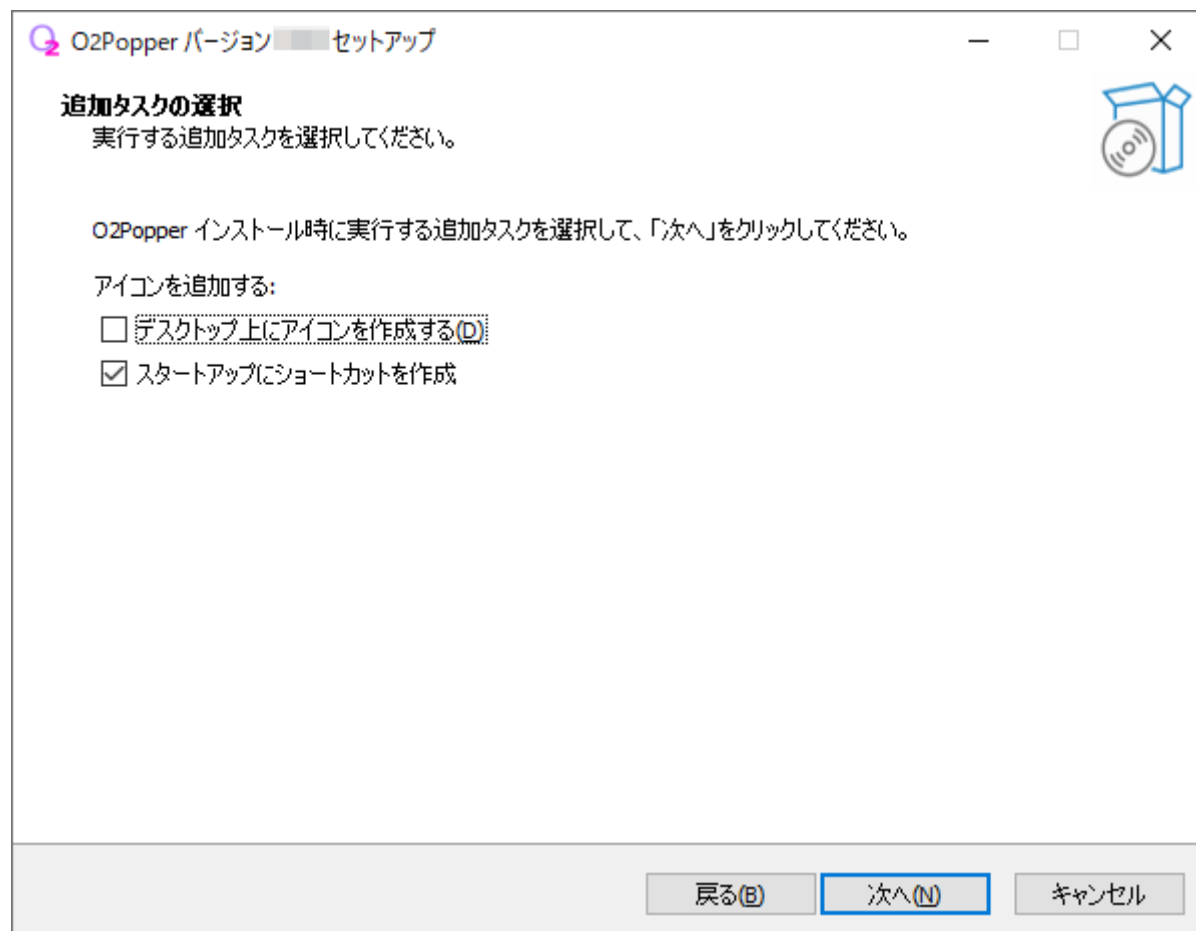 O2Popper バージョン セットアップ
追加タスクの選択
実行する追加タスクを選択してください。
O2Popper インストール時に実行する追加タスクを選択して、「次へ」をクリックしてください。
アイコンを追加する:
デスクトップ上にアイコンを作成する(D)
スタートアップにショートカットを作成
戻る(B) 次へ(N) キャンセル